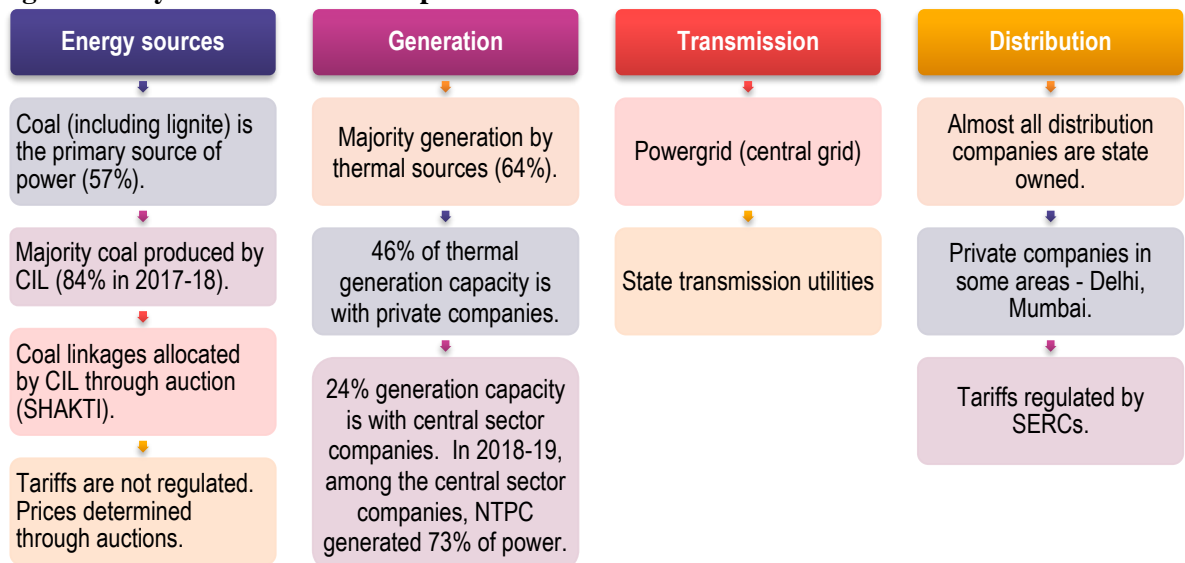 Energy sources
Coal (including lignite) is
the primary source of
power (57%).
Majority coal produced by
CIL (84% in 2017-18).
Coal linkages allocated
by CIL through auction
(SHAKTI).
Tariffs are not regulated.
Prices determined
through auctions.
Generation
Majority generation by
thermal sources (64%).
46% of thermal
generation capacity is
with private companies.
24% generation capacity
is with central sector
companies. In 2018-19,
among the central sector
companies, NTPC
generated 73% of power.
Transmission
Powergrid (central grid)
State transmission utilities
Distribution
Almost all distribution
companies are state
owned.
Private companies in
some areas - Delhi,
Mumbai.
Tariffs regulated by
SERCs.